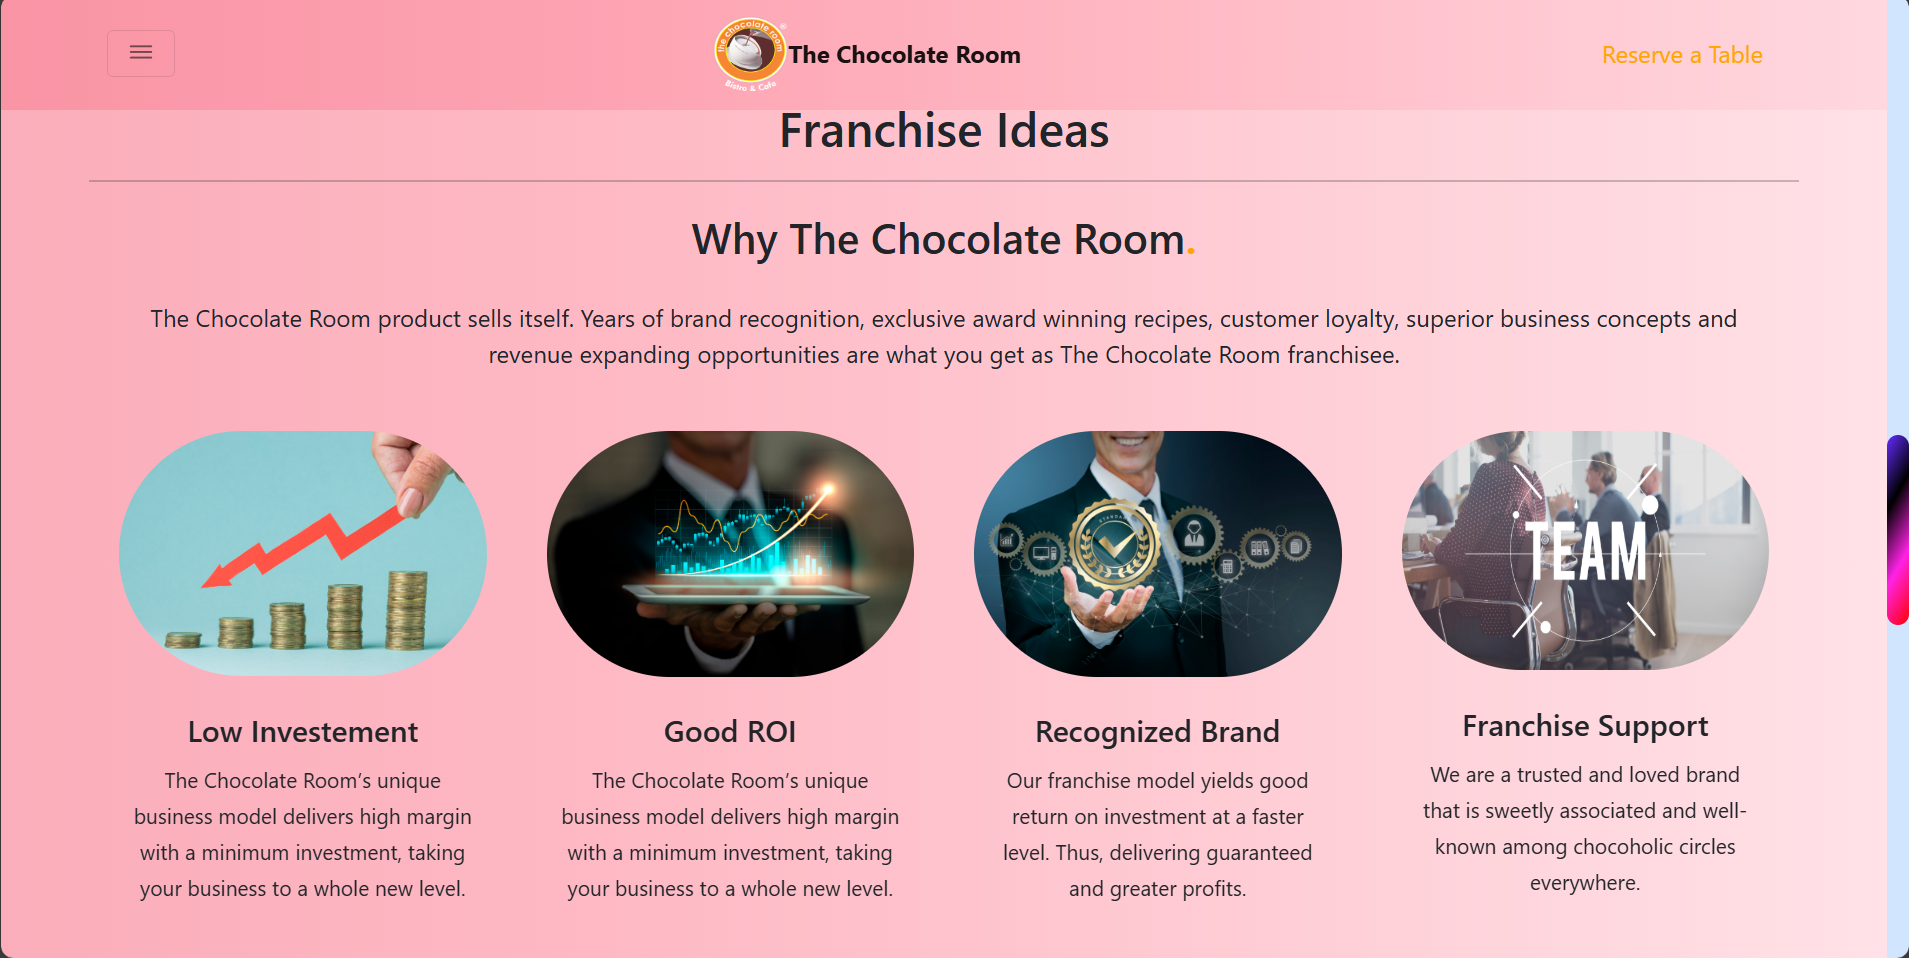 the chocolate room
®
Bistro & Cafe
The Chocolate Room
Reserve a Table
Franchise Ideas
Why The Chocolate Room.
The Chocolate Room product sells itself. Years of brand recognition, exclusive award winning recipes, customer loyalty, superior business concepts and
revenue expanding opportunities are what you get as The Chocolate Room franchisee.
STANDARD
TEAM
Low Investement
The Chocolate Room’s unique
business model delivers high margin
with a minimum investment, taking
your business to a whole new level.
Good ROI
The Chocolate Room’s unique
business model delivers high margin
with a minimum investment, taking
your business to a whole new level.
Recognized Brand
Our franchise model yields good
return on investment at a faster
level. Thus, delivering guaranteed
and greater profits.
Franchise Support
We are a trusted and loved brand
that is sweetly associated and well-
known among chocoholic circles
everywhere.